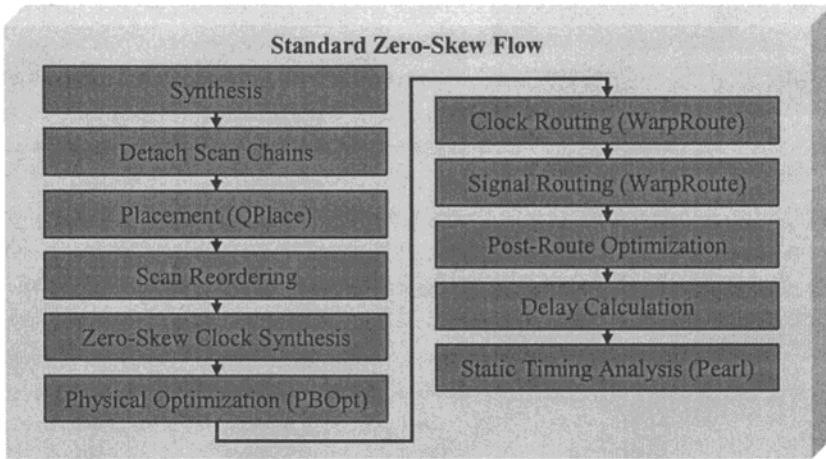 Standard Zero-Skew Flow
Synthesis
Detach Scan Chains
Placement (QPlace)
Scan Reordering
Zero-Skew Clock Synthesis
Physical Optimization (PBOpt)
Clock Routing (WarpRoute)
Signal Routing (WarpRoute)
Post-Route Optimization
Delay Calculation
Static Timing Analysis (Pearl)